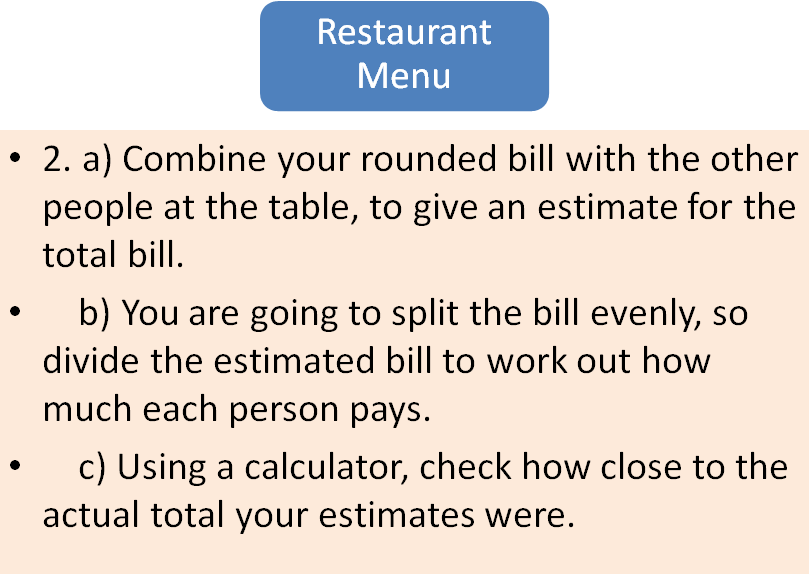 Restaurant
Menu
• 2. a) Combine your rounded bill with the other
people at the table, to give an estimate for the
total bill.
• b) You are going to split the bill evenly, so
divide the estimated bill to work out how
much each person pays.
• c) Using a calculator, check how close to the
actual total your estimates were.